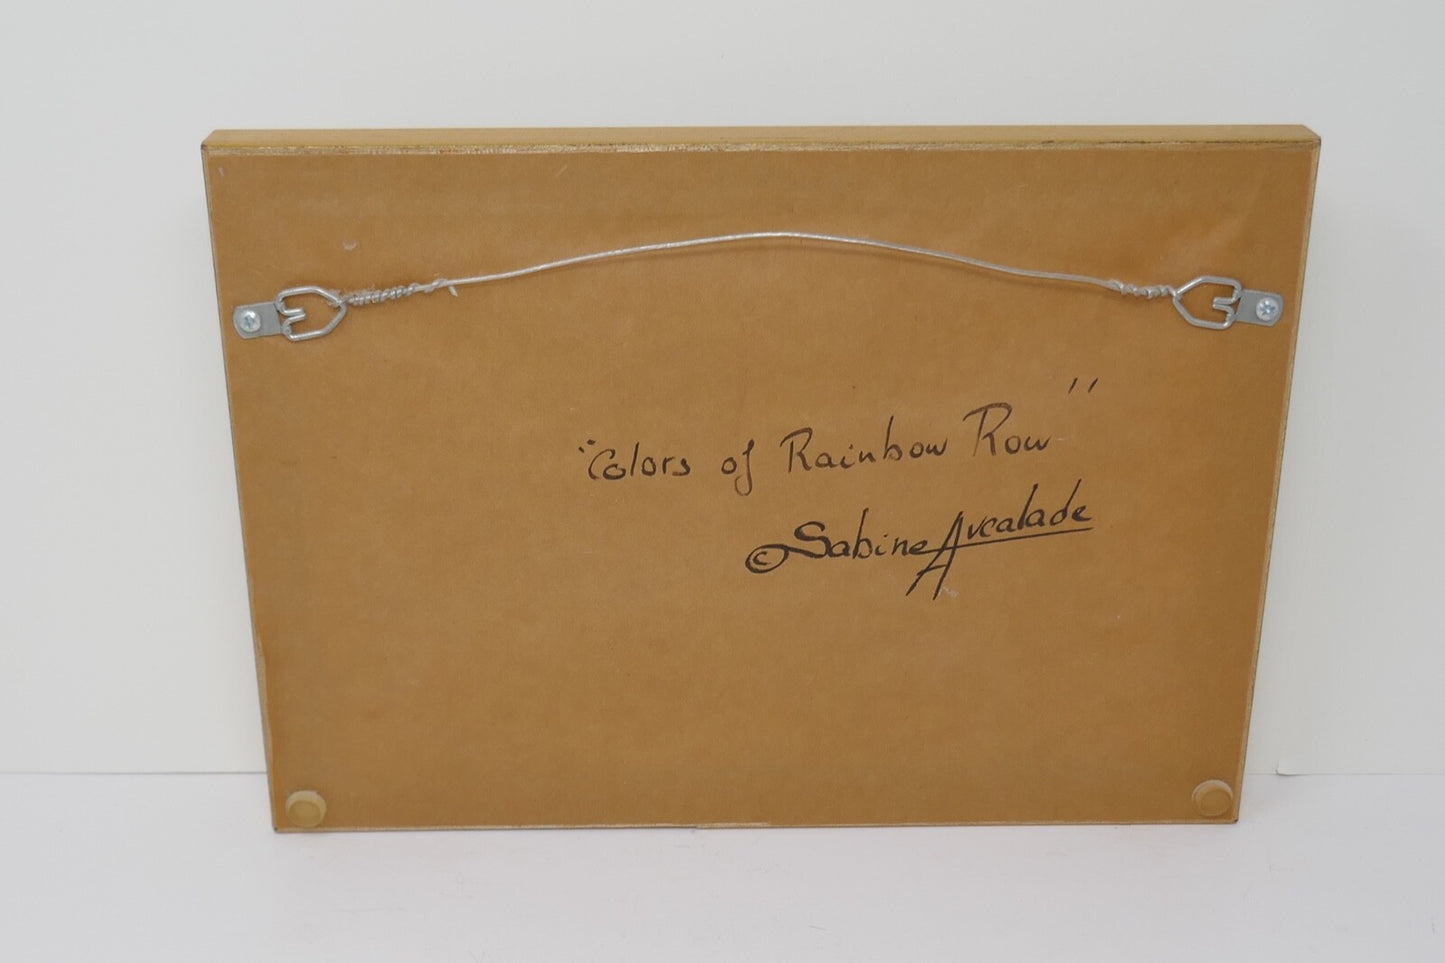 "Colors of Rainbow Row"
© Sabine Avcalade